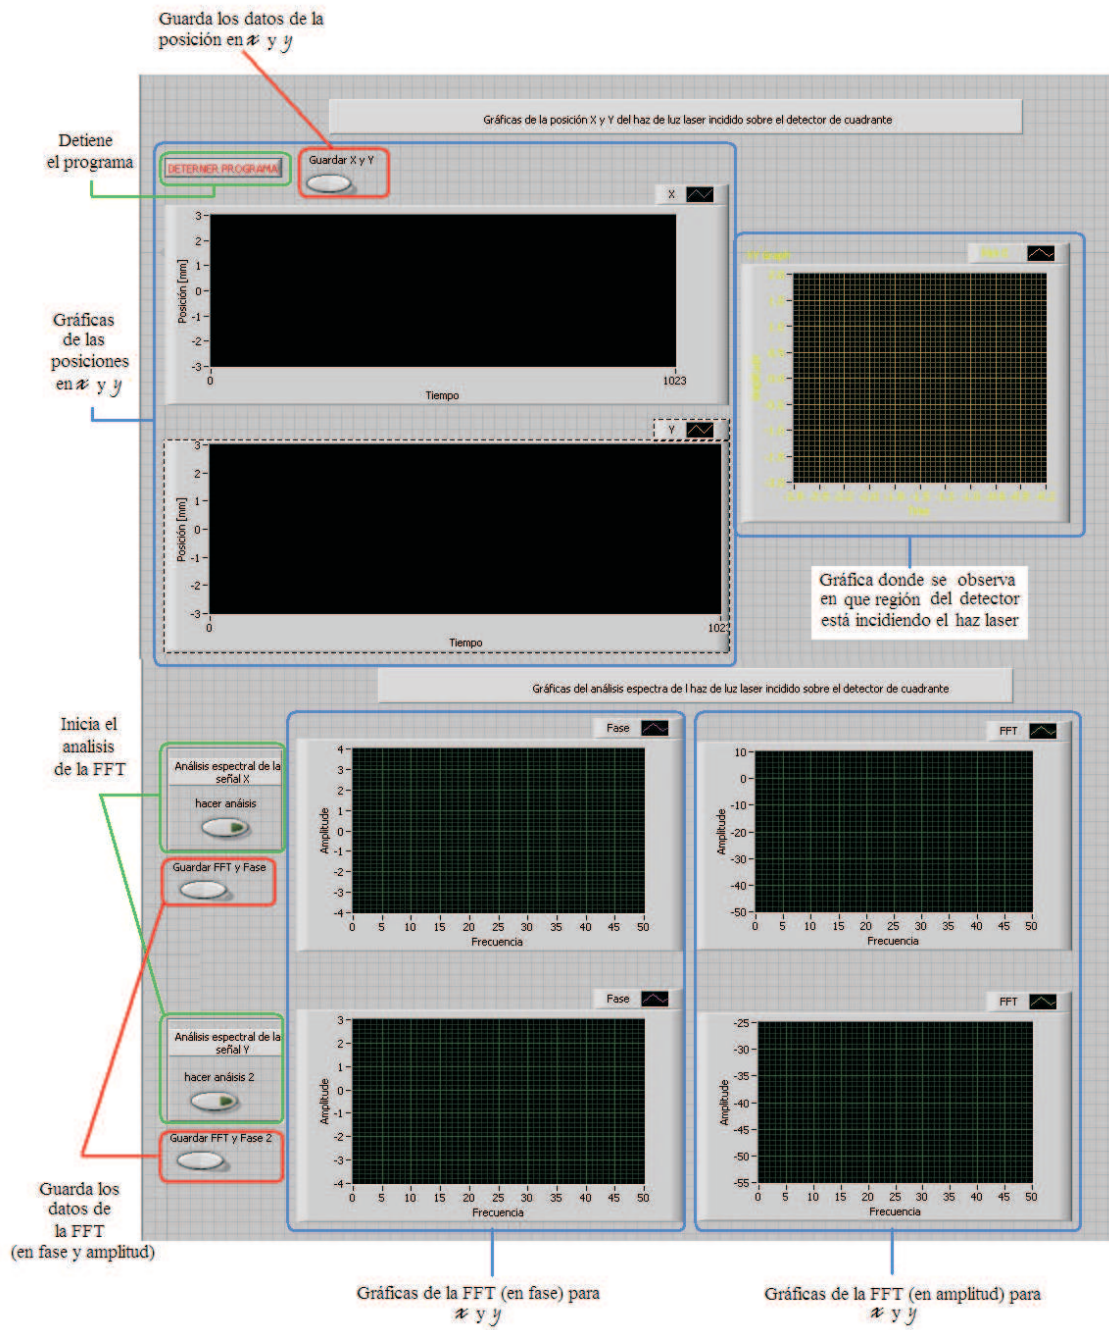 Guarda los datos de la
posición en x y y
Gráficas de la posición X y Y del haz de luz laser incidido sobre el detector de cuadrante
Detiene
el programa
DETERNER PROGRAMA
Guardar X y Y
X
3
2
1
0
-1
-2
-3
Posición [mm]
0
1023
Tiempo
Gráficas
de las
posiciones
en x y y
Y
3
2
1
0
-1
-2
-3
Posición [mm]
0
102
Tiempo
Gráfica donde se observa
en que región del detector
está incidiendo el haz laser
Gráficas del análisis espectra de l haz de luz laser incidido sobre el detector de cuadrante
Inicia el
analisis
de la FFT
Análisis espectral de la
señal X
hacer anáisis
Guardar FFT y Fase
Fase
4
3
2
1
0
-1
-2
-3
-4
Amplitude
0 5 10 15 20 25 30 35 40 45 50
Frecuencia
FFT
10
0
-10
-20
-30
-40
-50
Amplitude
0 5 10 15 20 25 30 35 40 45 50
Frecuencia
Análisis espectral de la
señal Y
hacer anáisis 2
Guardar FFT y Fase 2
Fase
3
2
1
0
-1
-2
-3
-4
Amplitude
0 5 10 15 20 25 30 35 40 45 50
Frecuencia
FFT
-25
-30
-35
-40
-45
-50
-55
Amplitude
0 5 10 15 20 25 30 35 40 45 50
Frecuencia
Guarda los
datos de
la FFT
(en fase y amplitud)
Gráficas de la FFT (en fase) para
x y y
Gráficas de la FFT (en amplitud) para
x y y